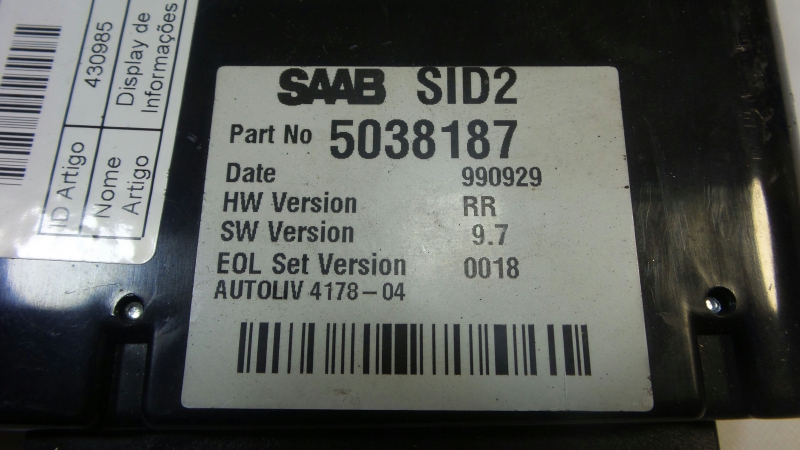 ID Artigo 430985
Nome Artigo Display de Informações
SAAB SID2
Part No 5038187
Date 990929
HW Version RR
SW Version 9.7
EOL Set Version 0018
AUTOLIV 4178-04